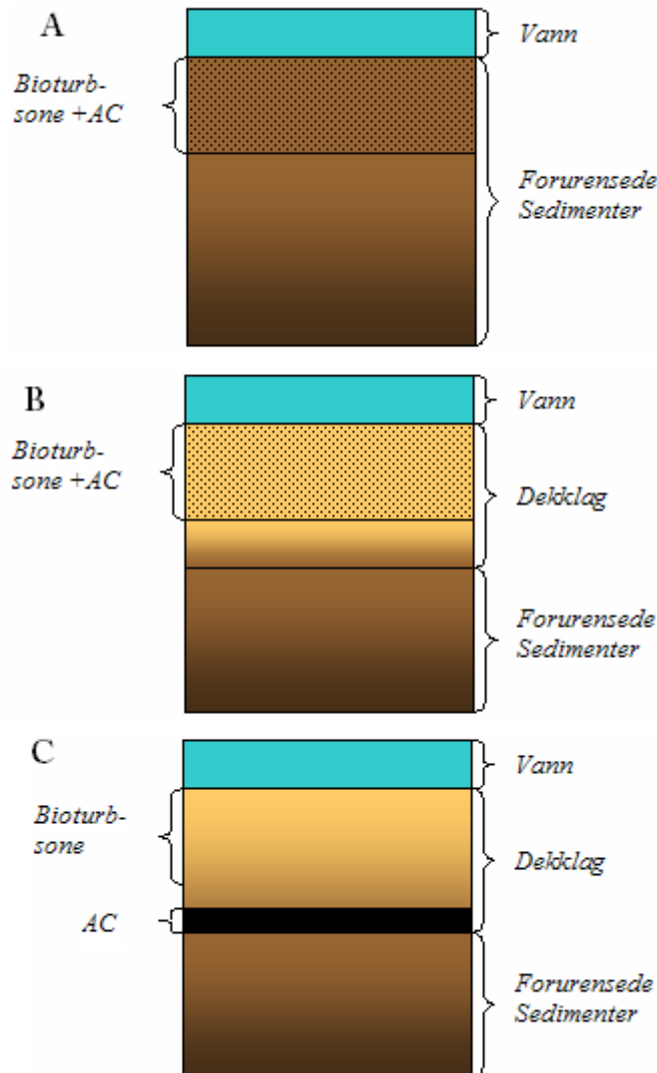 A
Vann
Bioturb-
sone +AC
Forurensede
Sedimenter
B
Vann
Bioturb-
sone +AC
Dekklag
Forurensede
Sedimenter
C
Vann
Bioturb-
sone
Dekklag
AC
Forurensede
Sedimenter